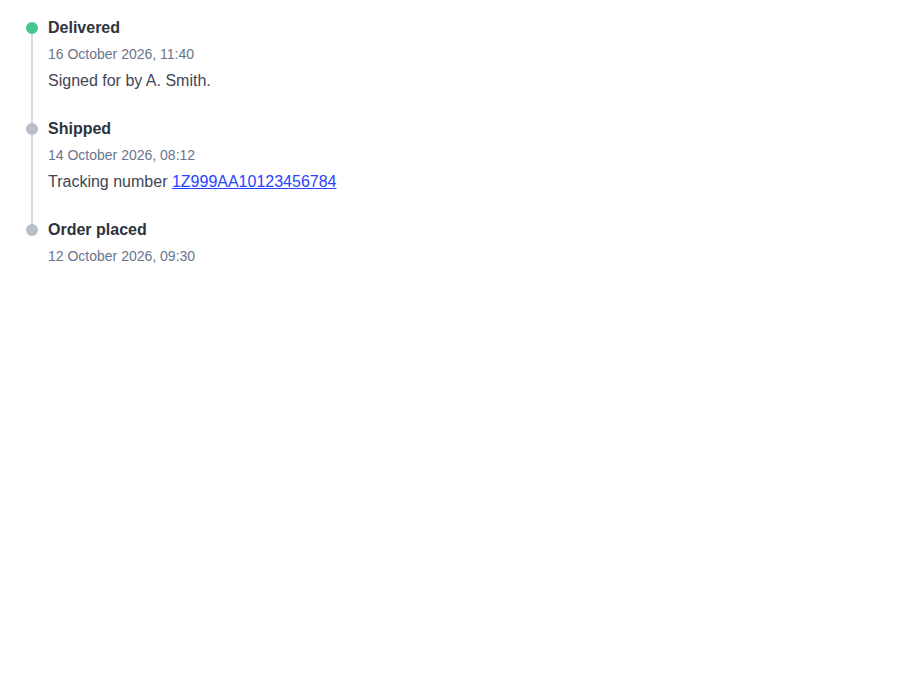 Delivered
16 October 2026, 11:40
Signed for by A. Smith.
Shipped
14 October 2026, 08:12
Tracking number 1Z999AA10123456784
Order placed
12 October 2026, 09:30